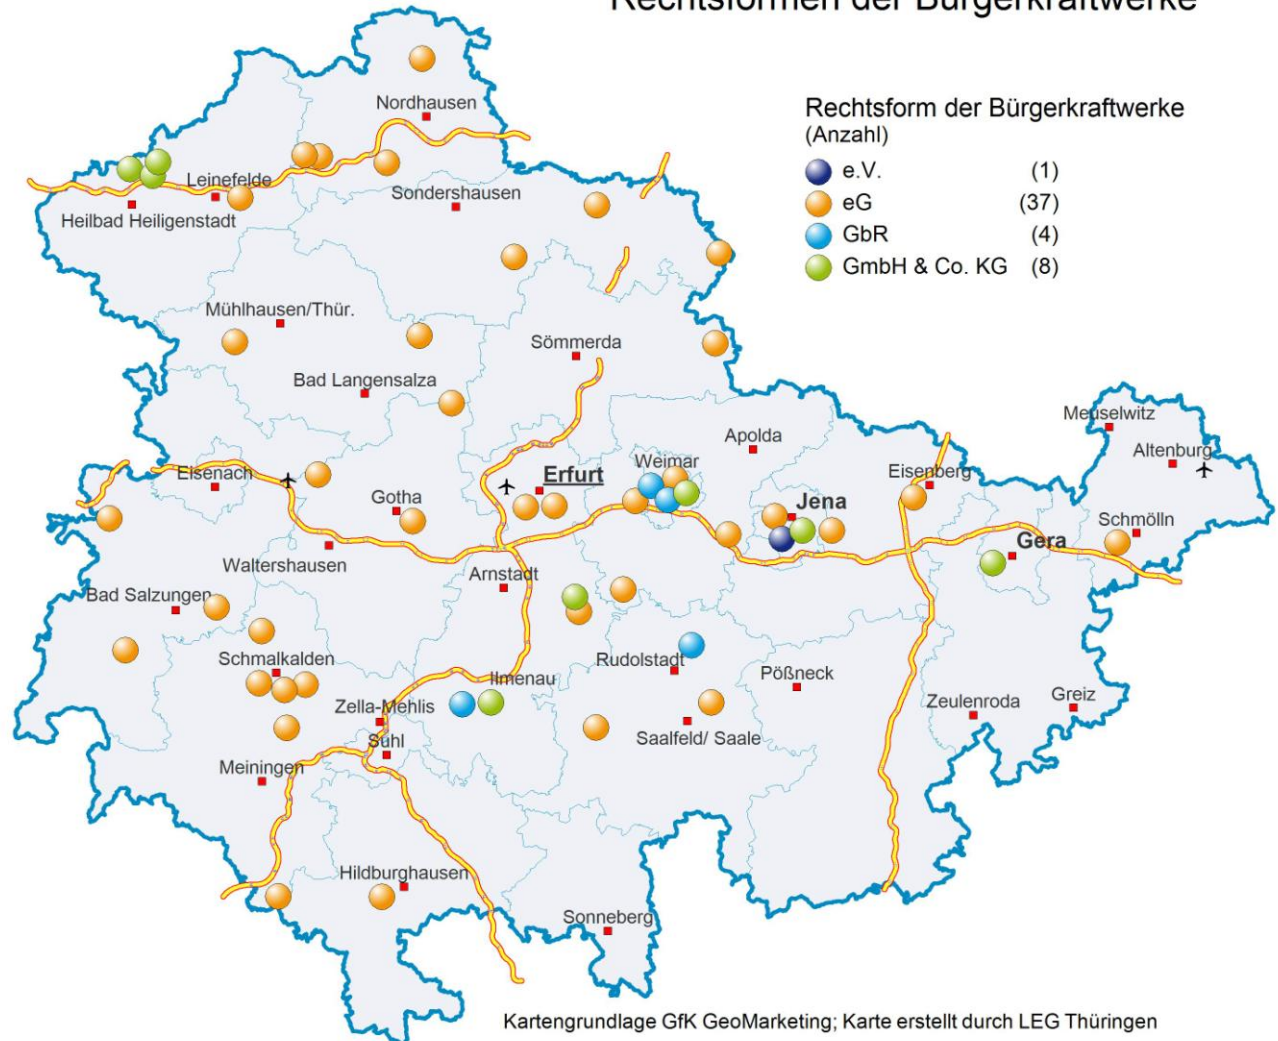 Rechtsformen der Bürgerkraftwerke
Rechtsform der Bürgerkraftwerke
(Anzahl)
e.V. (1)
eG (37)
GbR (4)
GmbH & Co. KG (8)
Nordhausen
Leinefelde
Sondershausen
Heilbad Heiligenstadt
Mühlhausen/Thür.
Sömmerda
Bad Langensalza
Meuselwitz
Apolda
Altenburg
Weimar
Eisenach
Erfurt
Eisenberg
Gotha
Jena
Schmölln
Gera
Waltershausen
Arnstadt
Bad Salzungen
Schmalkalden
Rudolstadt
Pößneck
Ilmenau
Zella-Mehlis
Zeulenroda
Greiz
Suhl
Saalfeld/ Saale
Meiningen
Hildburghausen
Sonneberg
Kartengrundlage GfK GeoMarketing; Karte erstellt durch LEG Thüringen